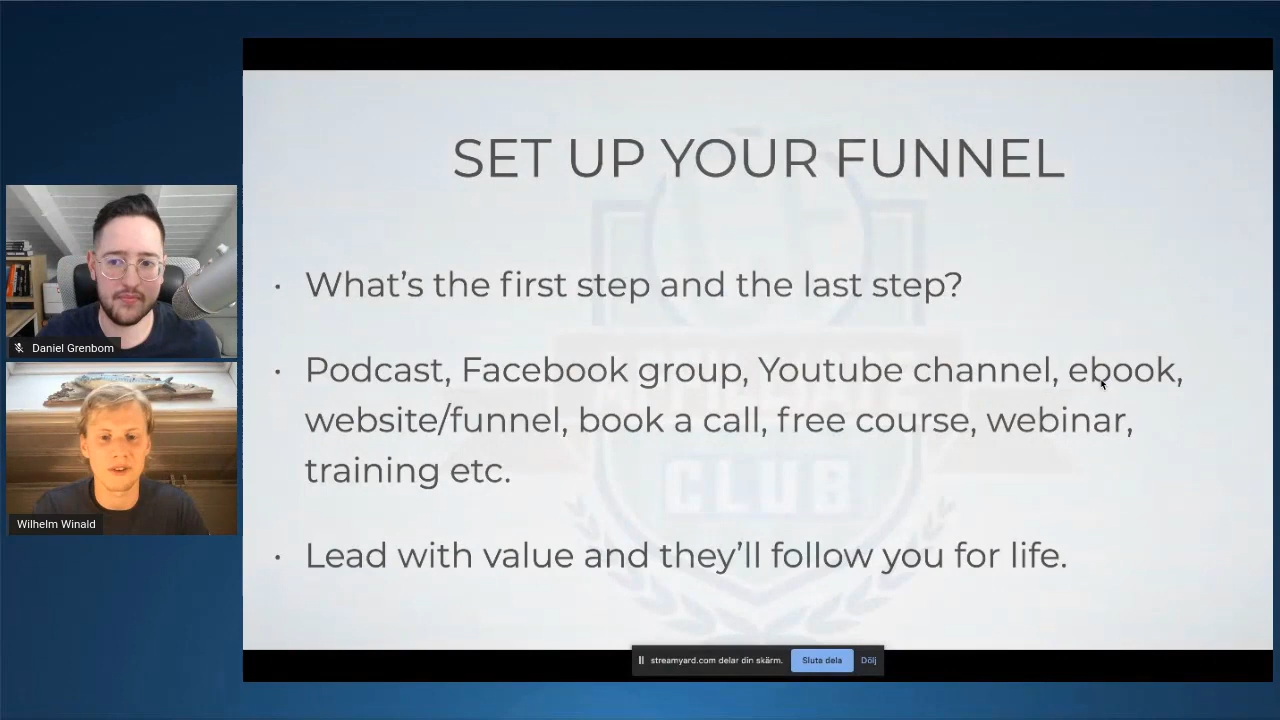 SET UP YOUR FUNNEL
• What's the first step and the last step?
• Podcast, Facebook group, Youtube channel, ebook,
website/funnel, book a call, free course, webinar,
training etc.
• Lead with value and they'll follow you for life.
CLUB
Daniel Grenbom
Wilhelm Winald
streamyard.com delar din skärm.
Sluta dela
Dölj